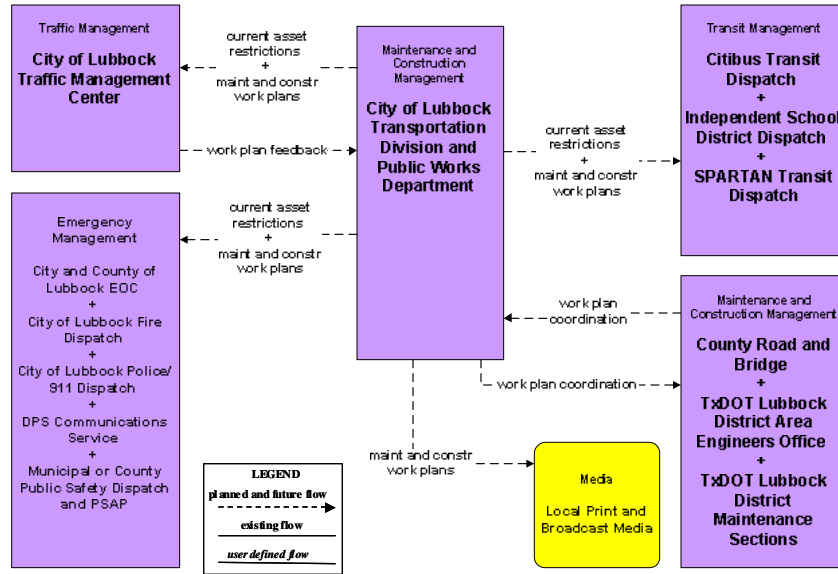 Traffic Management
City of Lubbock
Traffic Management
Center
current asset
restrictions
+
maint and constr
work plans
work plan feedback
Maintenance and
Construction
Management
City of Lubbock
Transportation
Division and
Public Works
Department
current asset
restrictions
+
maint and constr
work plans
Transit Management
Citibus Transit
Dispatch
+
Independent School
District Dispatch
+
SPARTAN Transit
Dispatch
Emergency
Management
City and County of
Lubbock EOC
+
City of Lubbock Fire
Dispatch
+
City of Lubbock Police/
911 Dispatch
+
DPS Communications
Service
+
Municipal or County
Public Safety Dispatch
and PSAP
current asset
restrictions
+
maint and constr
work plans
work plan
coordination
work plan coordination
Maintenance and
Construction Management
County Road and
Bridge
+
TxDOT Lubbock
District Area
Engineers Office
+
TxDOT Lubbock
District
Maintenance
Sections
maint and constr
work plans
Media
Local Print and
Broadcast Media
LEGEND
planned and future flow
existing flow
user defined flow